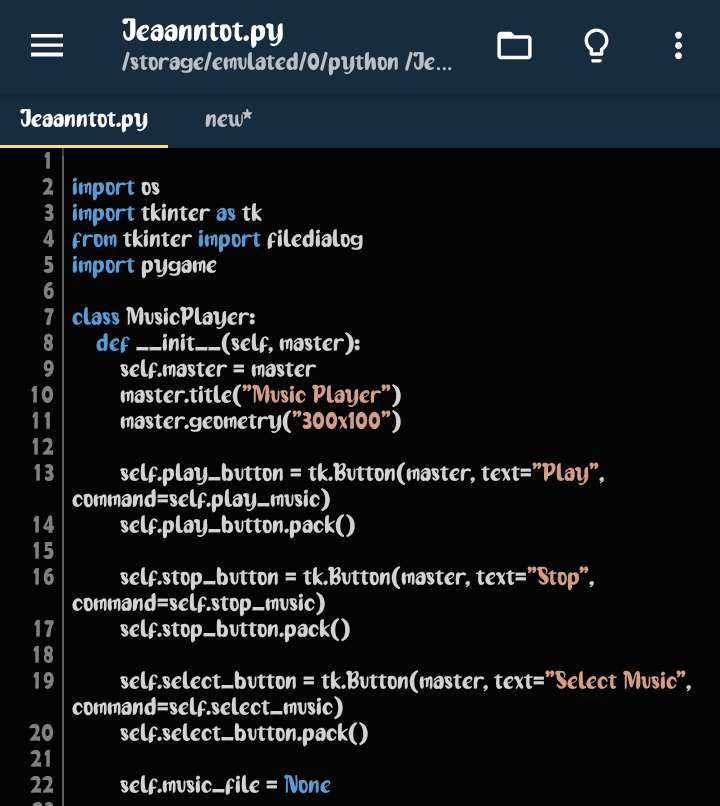 Jeaanntot.py
/storage/emulated/0/python /Je...
Jeaanntot.py
new*
1
2 import os
3 import tkinter as tk
4 from tkinter import filedialog
5 import pygame
6
7 class MusicPlayer:
8 def __init__(self, master):
9 self.master = master
10 master.title("Music Player")
11 master.geometry("300x100")
12
13 self.play_button = tk.Button(master, text="Play",
command=self.play_music)
14 self.play_button.pack()
15
16 self.stop_button = tk.Button(master, text="Stop",
command=self.stop_music)
17 self.stop_button.pack()
18
19 self.select_button = tk.Button(master, text="Select Music",
command=self.select_music)
20 self.select_button.pack()
21
22 self.music_file = None